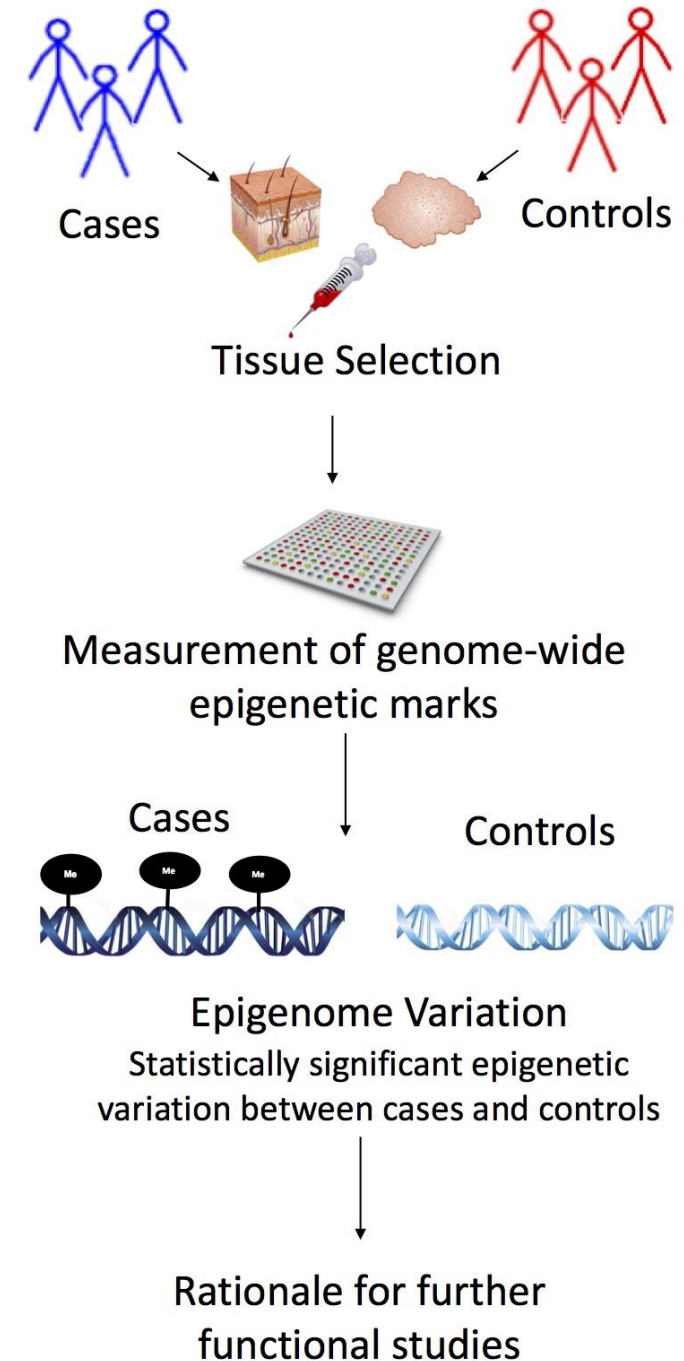 Cases
Controls
Tissue Selection
Measurement of genome-wide
epigenetic marks
Cases
Controls
Me
Me
Me
Epigenome Variation
Statistically significant epigenetic
variation between cases and controls
Rationale for further
functional studies